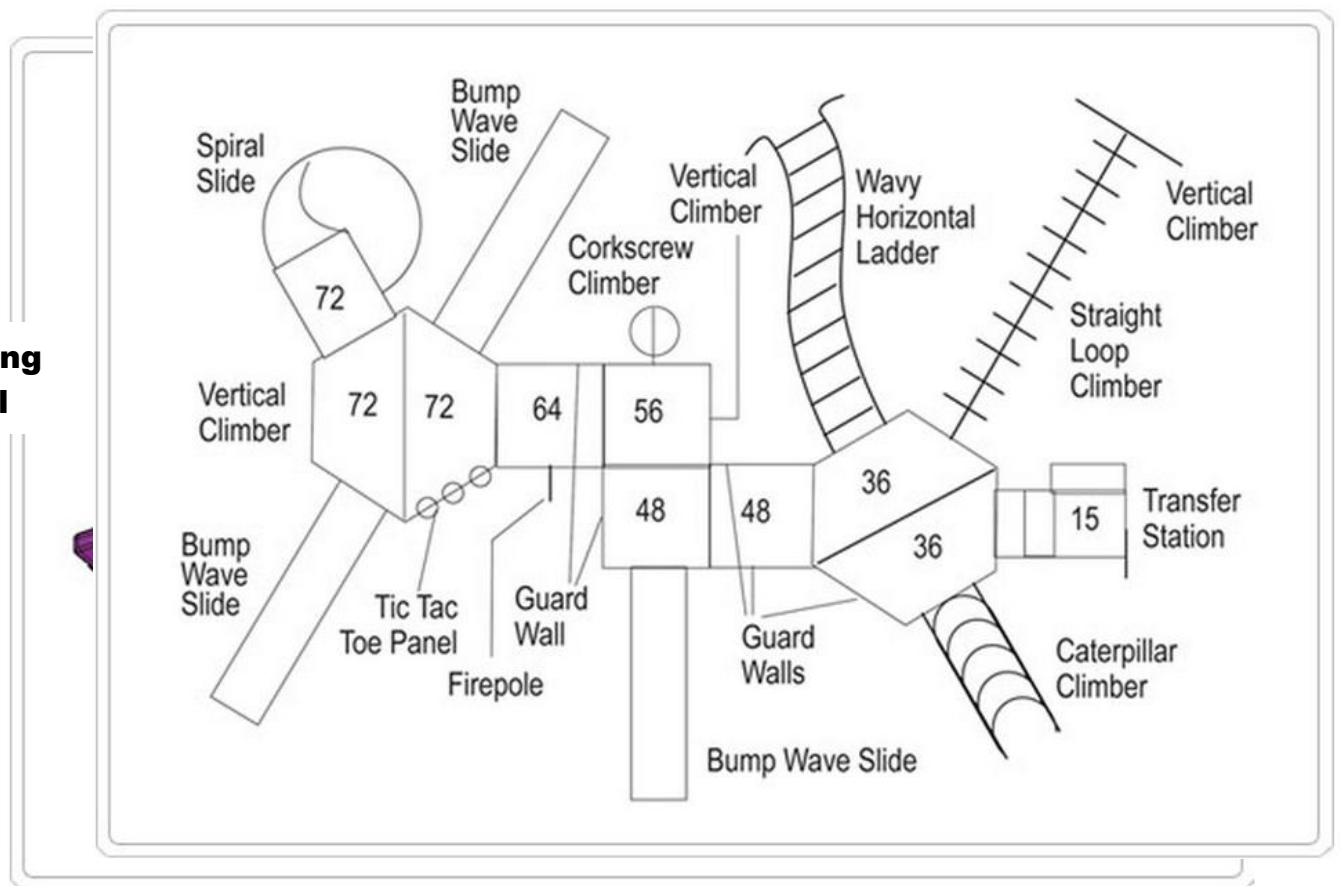 Bump
Wave
Slide
Spiral
Slide
72
Vertical
Climber
Wavy
Horizontal
Ladder
Vertical
Climber
Corkscrew
Climber
Straight
Loop
Climber
ng
l
Vertical
Climber
72
72
64
56
36
36
48
48
15
Transfer
Station
Bump
Wave
Slide
Tic Tac
Toe Panel
Guard
Wall
Firepole
Guard
Walls
Caterpillar
Climber
Bump Wave Slide